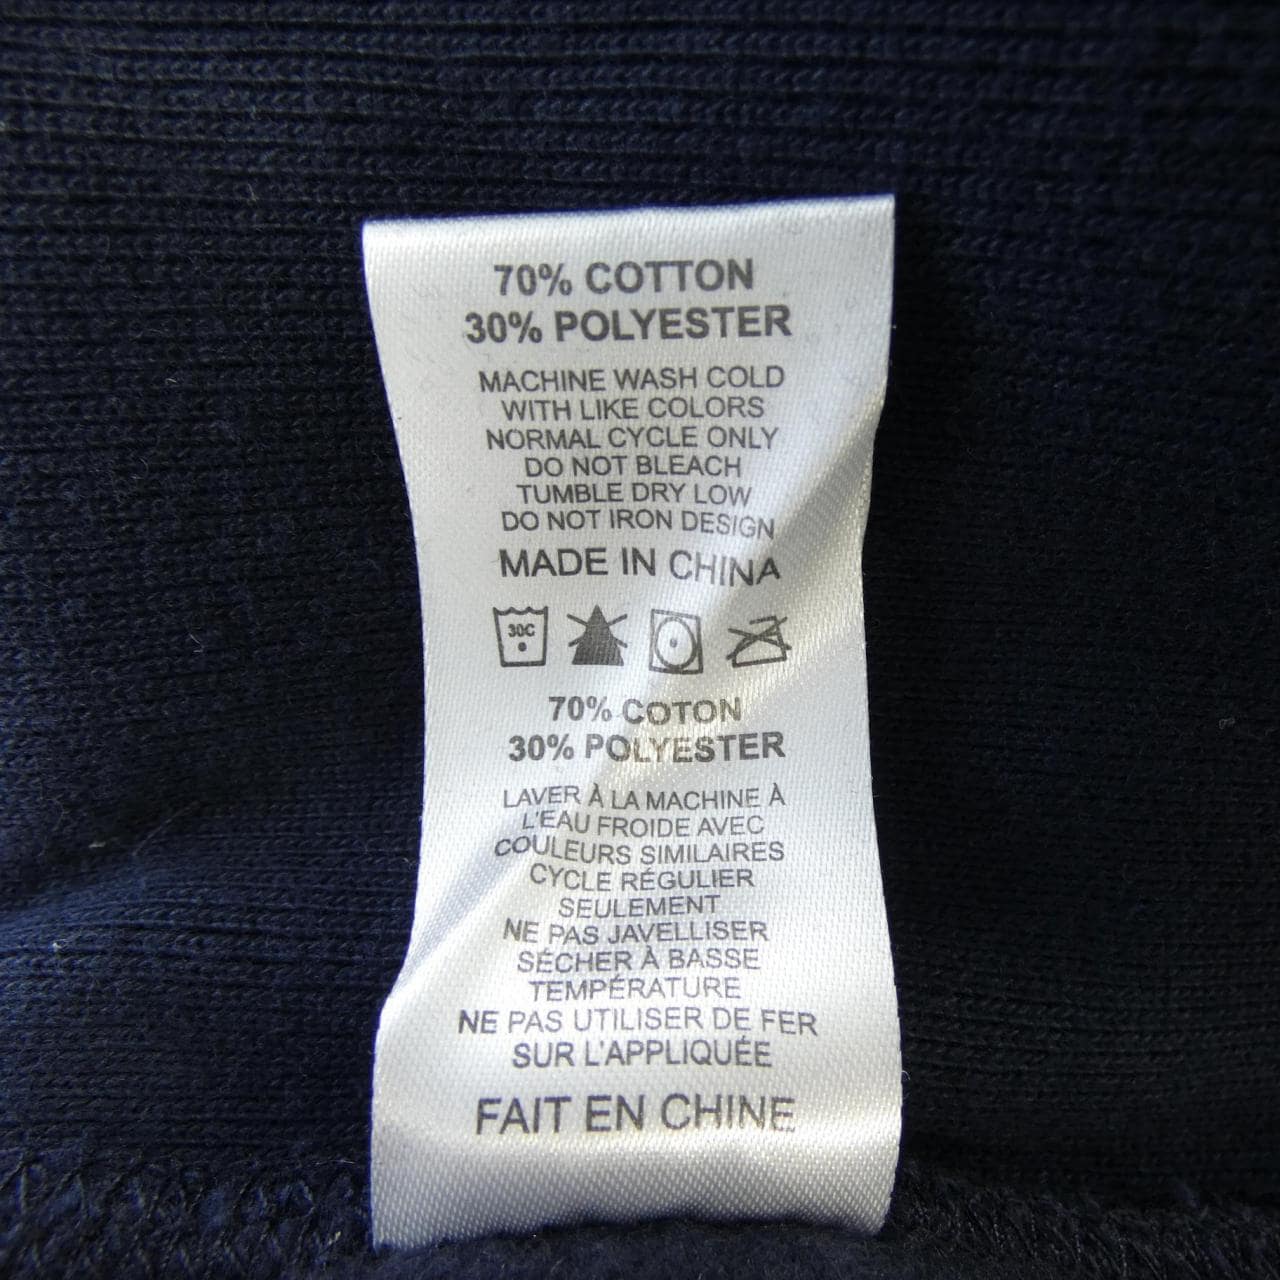 70% COTTON
30% POLYESTER
MACHINE WASH COLD
WITH LIKE COLORS
NORMAL CYCLE ONLY
DO NOT BLEACH
TUMBLE DRY LOW
DO NOT IRON DESIGN
MADE IN CHINA
30C
70% COTON
30% POLYESTER
LAVER À LA MACHINE À
L'EAU FROIDE AVEC
COULEURS SIMILAIRES
CYCLE RÉGULIER
SEULEMENT
NE PAS JAVELLISER
SÉCHER À BASSE
TEMPÉRATURE
NE PAS UTILISER DE FER
SUR L'APPLIQUÉE
FAIT EN CHINE